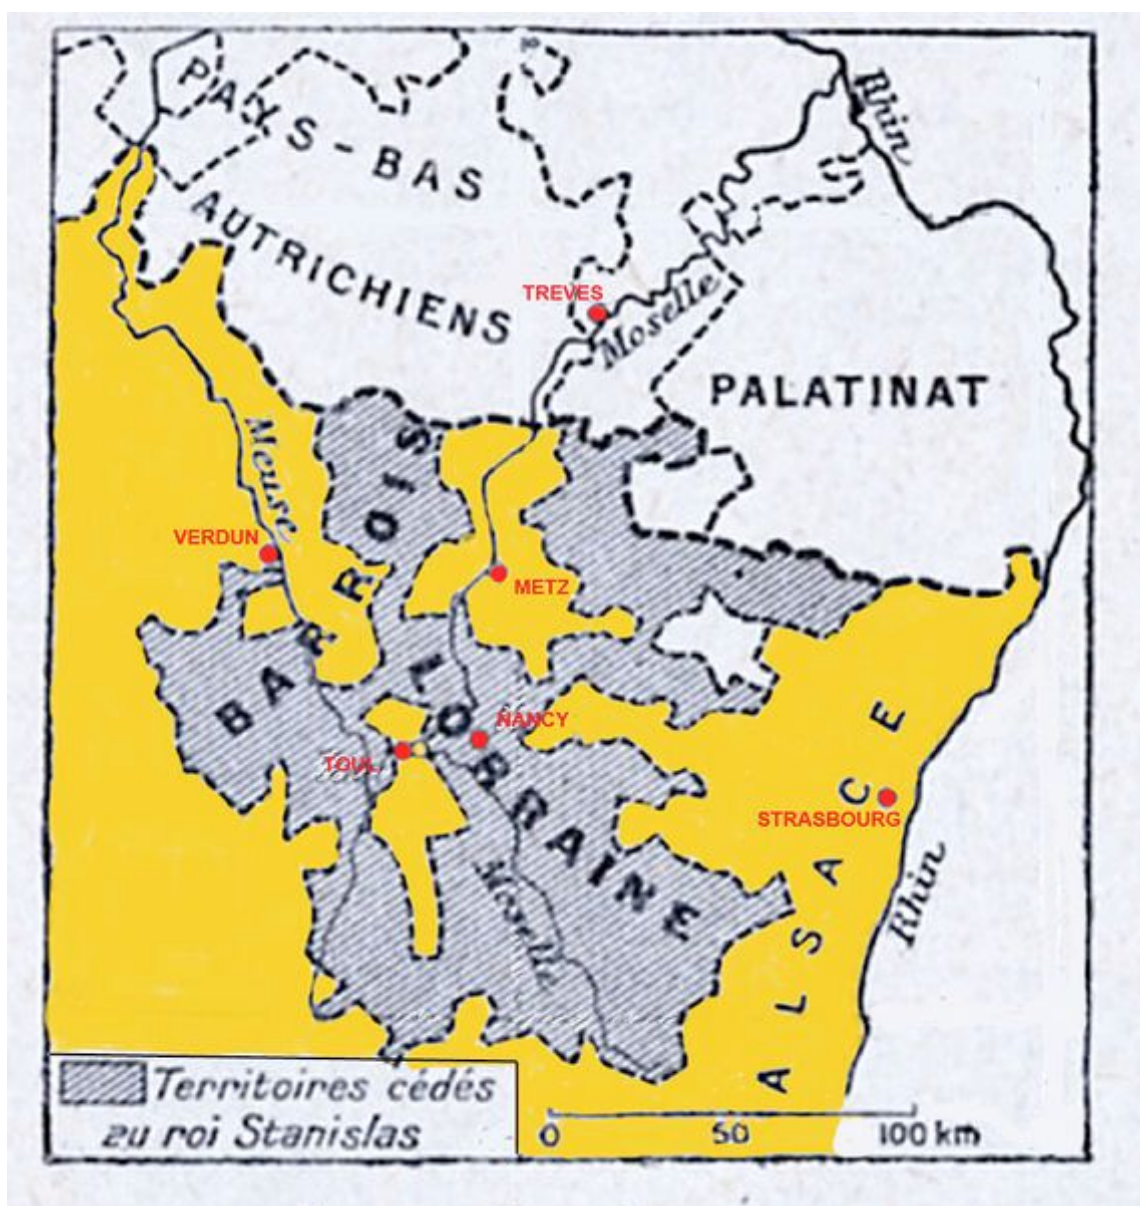 PAYS-BAS
AUTRICHIENS
Rhin
TREVES
Moselle
PALATINAT
Meuse
VERDUN
METZ
BARROIS
LORRAINE
NANCY
TOUL
ALSACE
STRASBOURG
Rhin
Moselle
Territoires cédés
au roi Stanislas
0 50 100 km